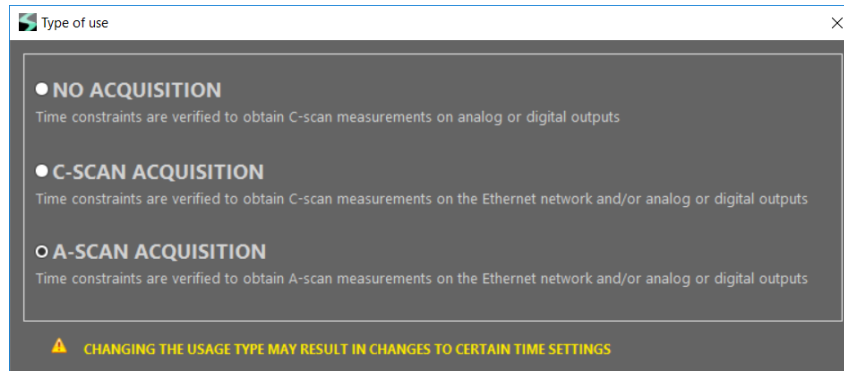 Type of use
NO ACQUISITION
Time constraints are verified to obtain C-scan measurements on analog or digital outputs
C-SCAN ACQUISITION
Time constraints are verified to obtain C-scan measurements on the Ethernet network and/or analog or digital outputs
A-SCAN ACQUISITION
Time constraints are verified to obtain A-scan measurements on the Ethernet network and/or analog or digital outputs
CHANGING THE USAGE TYPE MAY RESULT IN CHANGES TO CERTAIN TIME SETTINGS